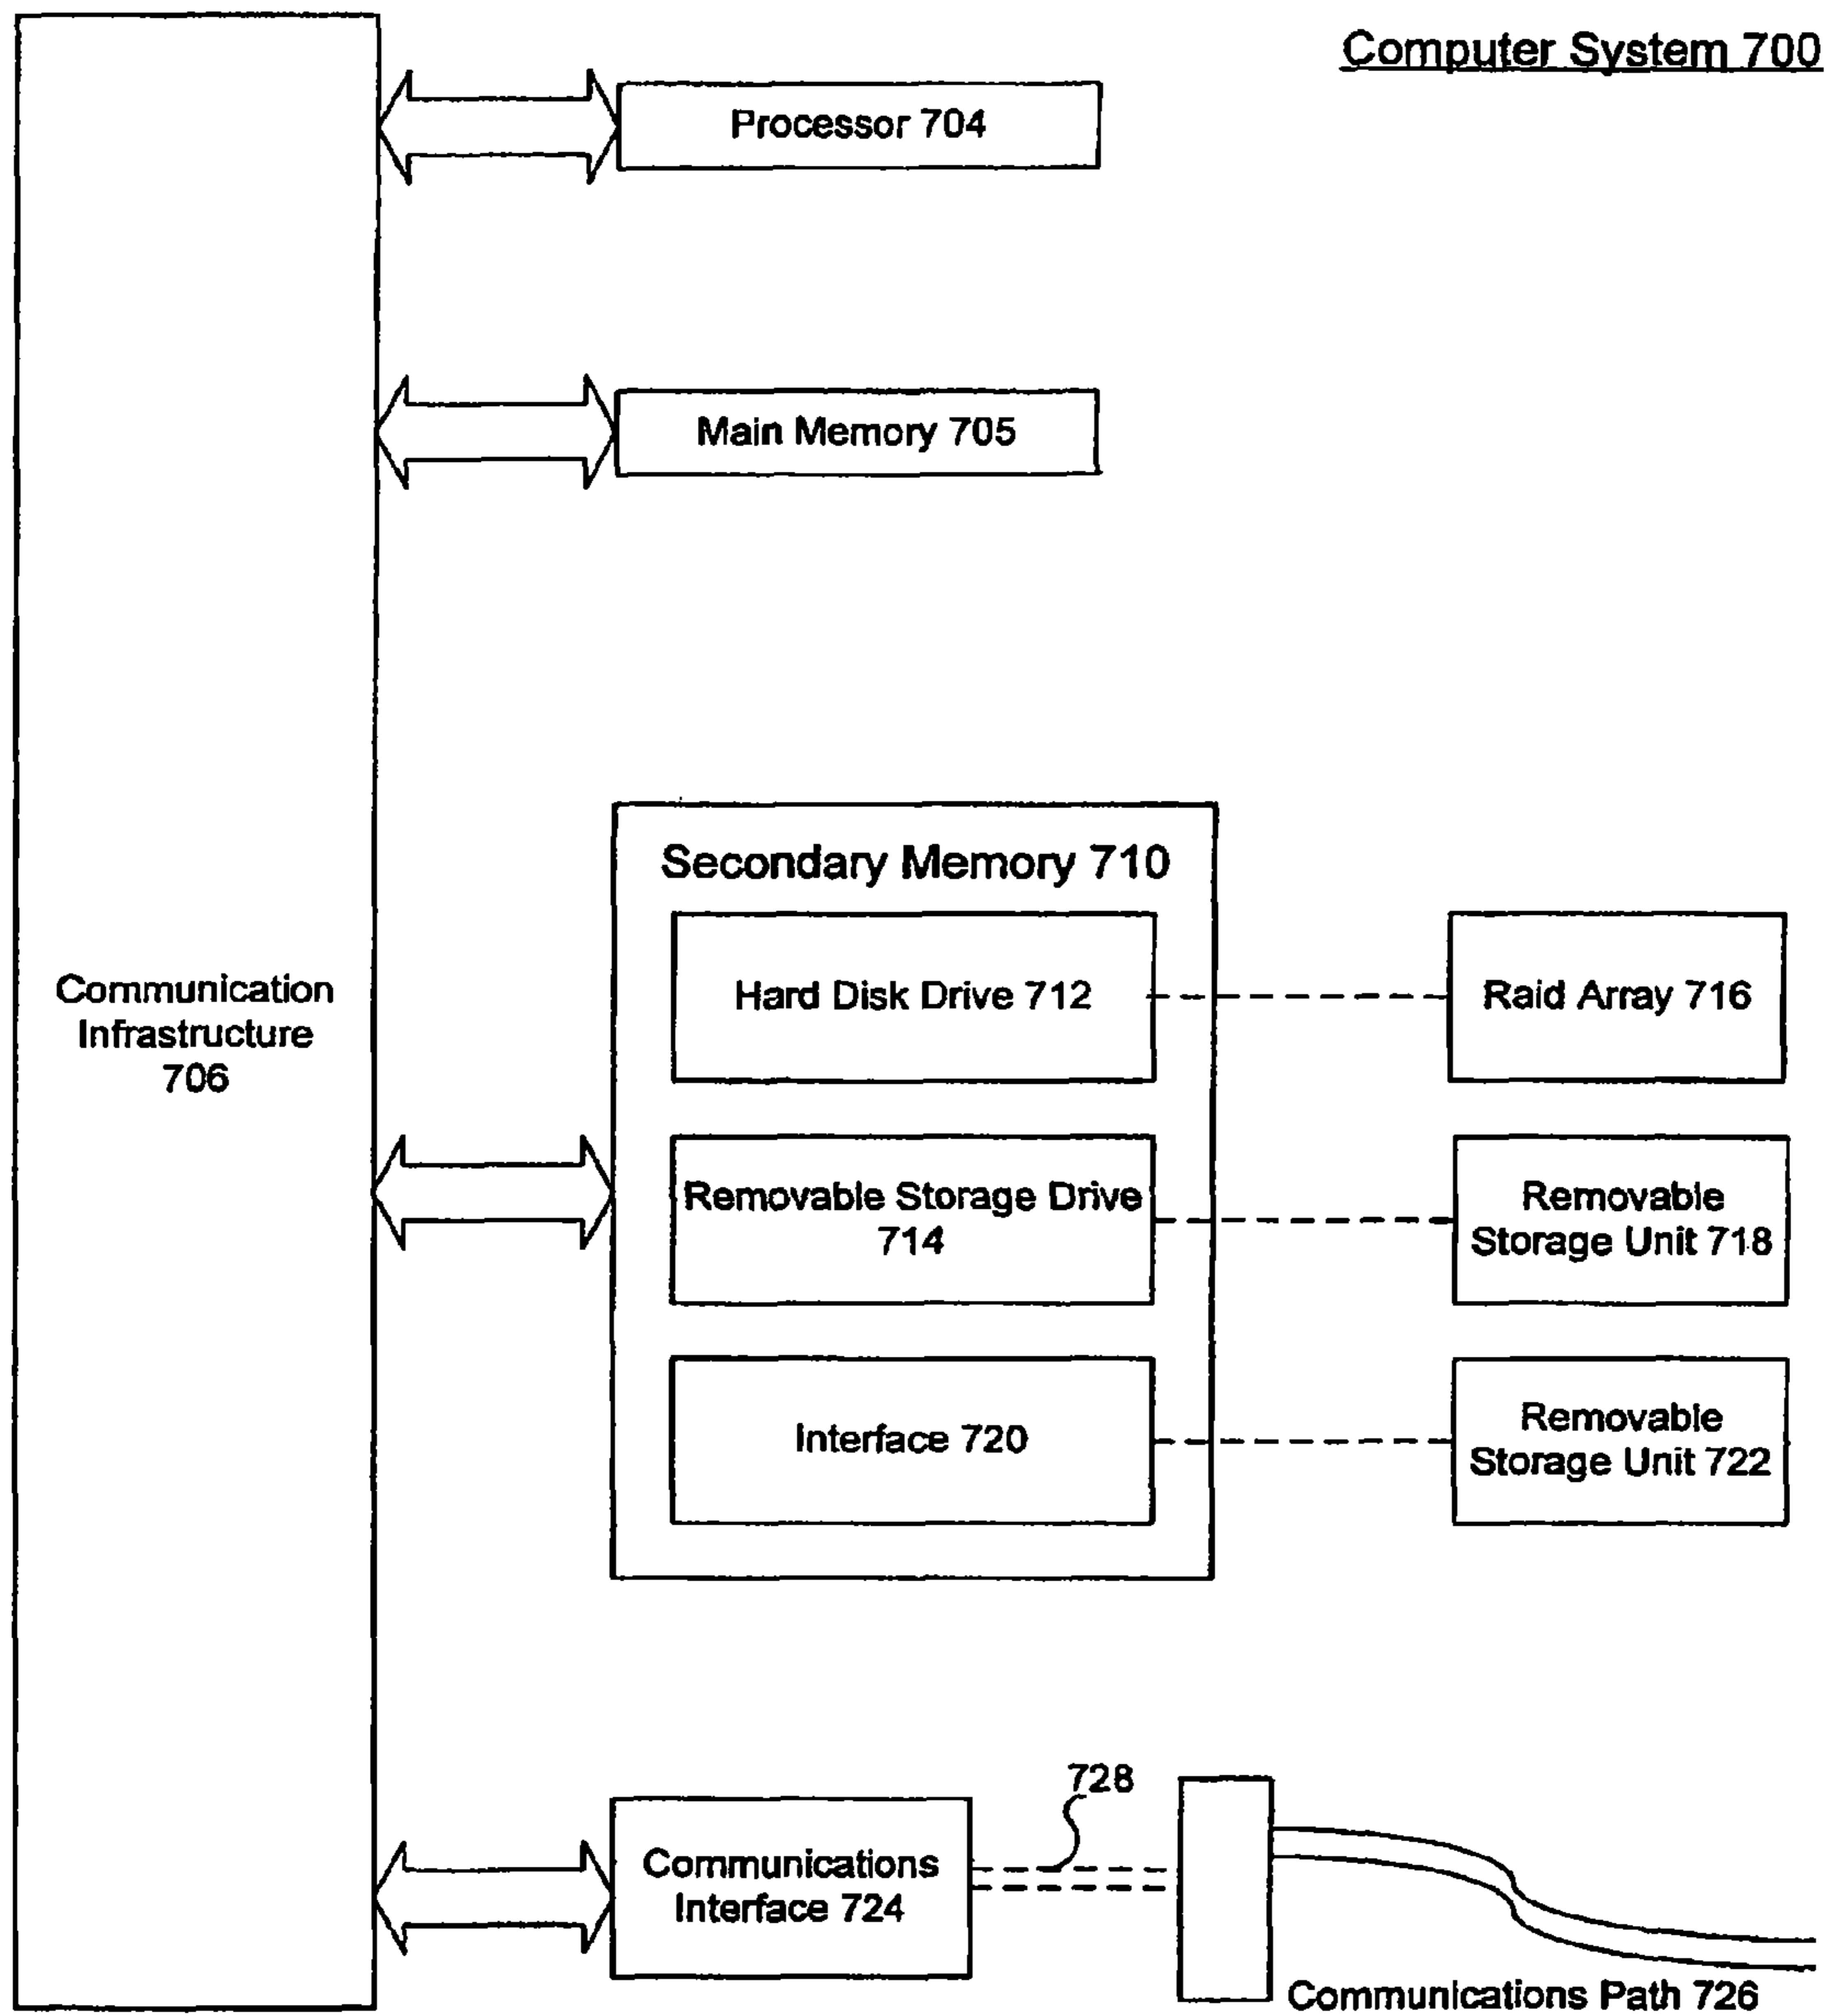 Computer System 700
Processor 704
Main Memory 705
Communication
Infrastructure
706
Secondary Memory 710
Hard Disk Drive 712
Raid Array 716
Removable Storage Drive
714
Removable
Storage Unit 718
Interface 720
Removable
Storage Unit 722
728
Communications
Interface 724
Communications Path 726